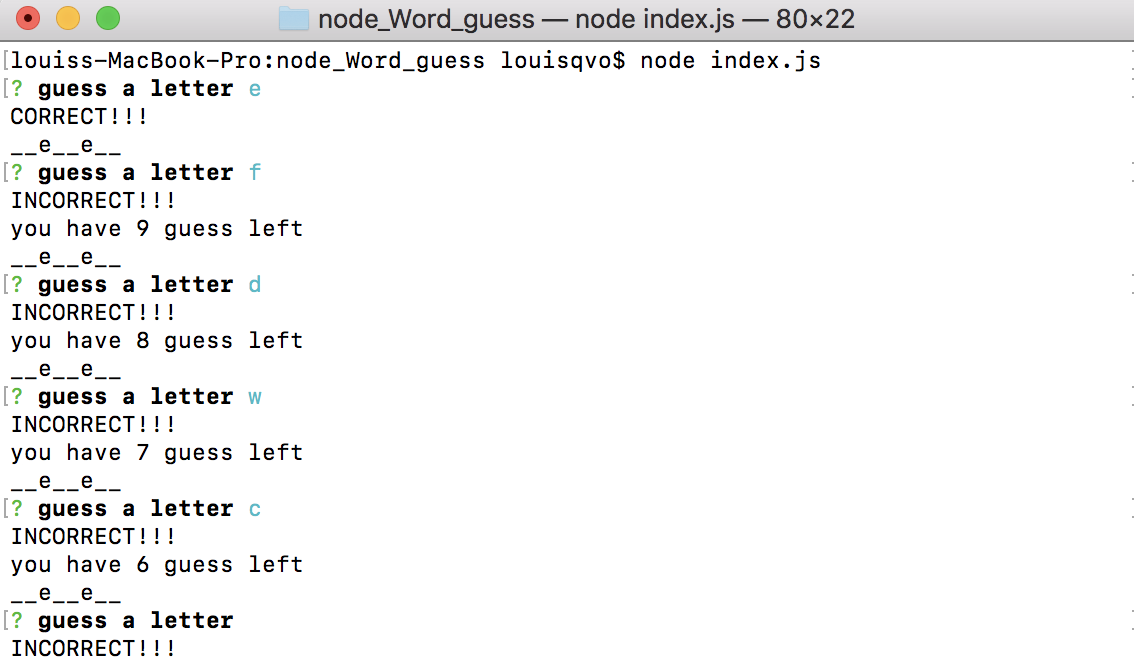 node_Word_guess — node index.js — 80×22
[louiss-MacBook-Pro:node_Word_guess louisqvo$ node index.js
[? guess a letter e
CORRECT!!!
__e__e__
[? guess a letter f
INCORRECT!!!
you have 9 guess left
__e__e__
[? guess a letter d
INCORRECT!!!
you have 8 guess left
__e__e__
[? guess a letter w
INCORRECT!!!
you have 7 guess left
__e__e__
[? guess a letter c
INCORRECT!!!
you have 6 guess left
__e__e__
[? guess a letter
INCORRECT!!!